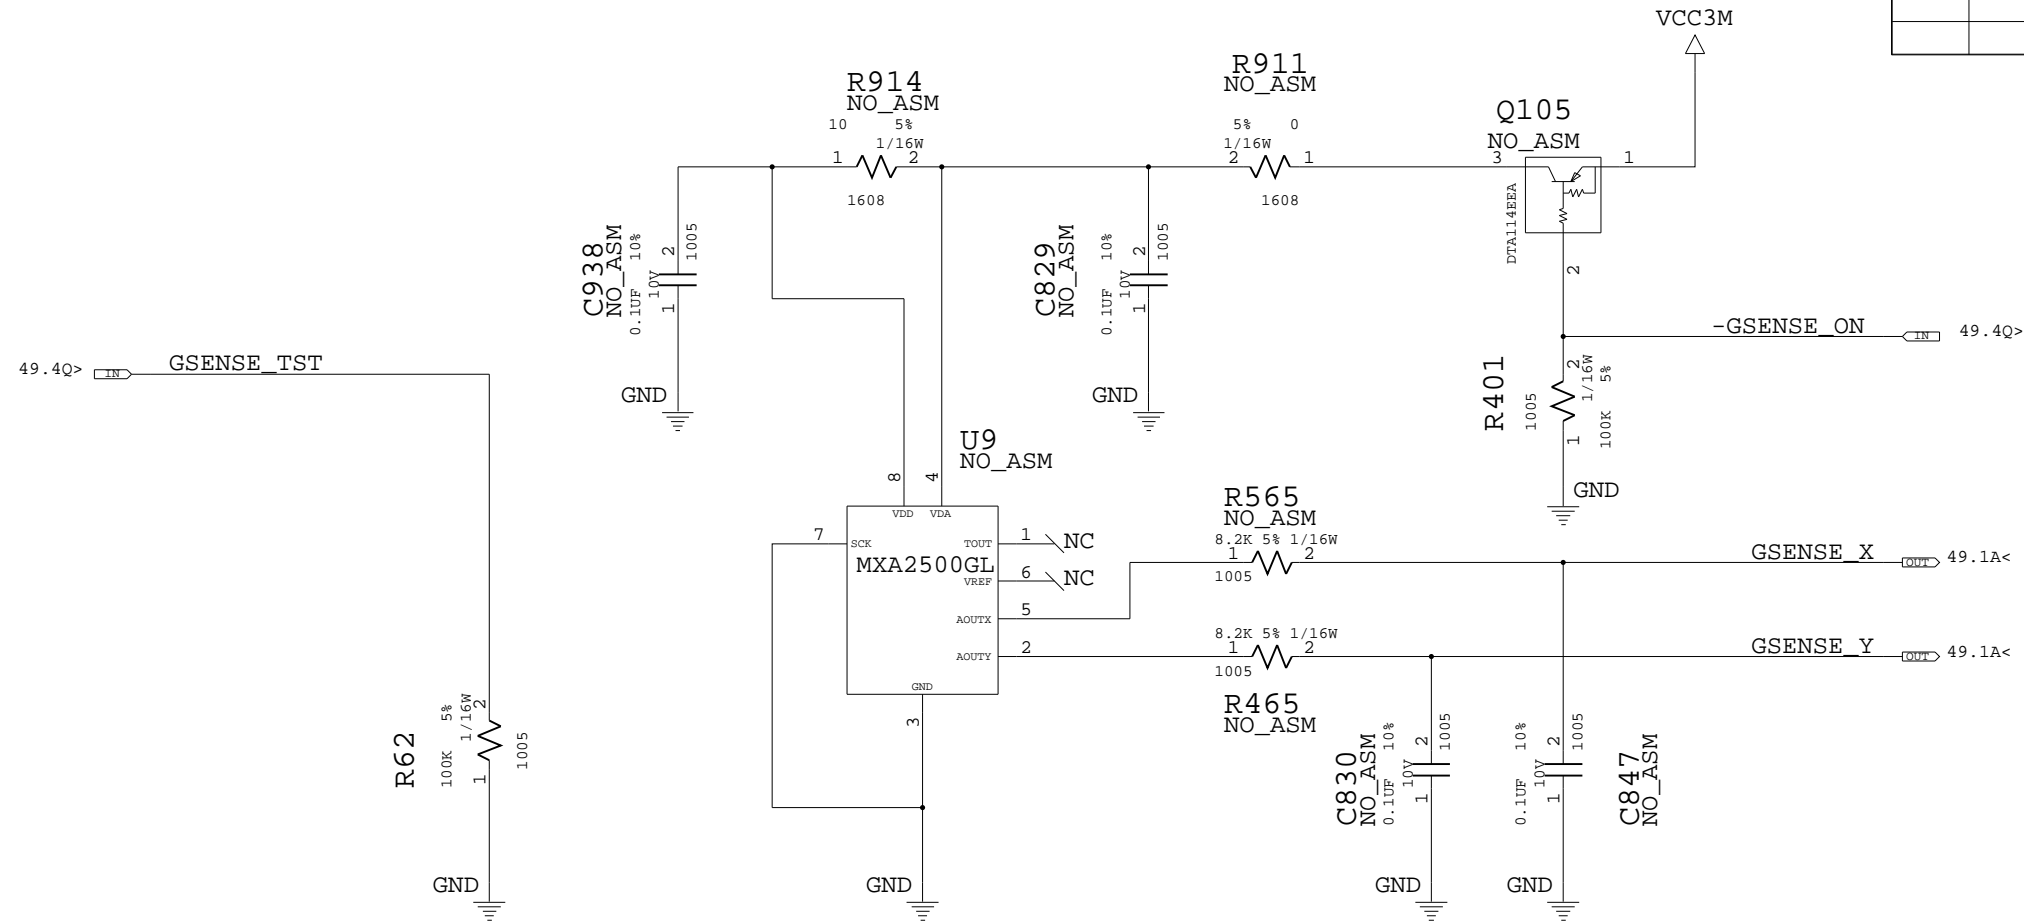 VCC3M
R914
NO_ASM
10 5%
1/16W
1 2
1608
R911
NO_ASM
5% 0
1/16W
2 1
1608
Q105
NO_ASM
3 1
DTA114EEA
2
C938
NO_ASM
0.1UF 10%
10V
1 2
1005
GND
C829
NO_ASM
0.1UF 10%
10V
1 2
1005
GND
-GSENSE_ON
IN
49.4Q>
49.4Q>
IN
GSENSE_TST
R401
1005
1 2
1/16W
100K 5%
GND
U9
NO_ASM
8 4
VDD VDA
7
SCK
TOUT
1
NC
MXA2500GL
VREF
6
NC
AOUTX
5
AOUTY
2
GND
3
GND
R565
NO_ASM
8.2K 5% 1/16W
1 2
1005
GSENSE_X
OUT
49.1A<
8.2K 5% 1/16W
1 2
1005
R465
NO_ASM
GSENSE_Y
OUT
49.1A<
R62
100K 5%
1/16W
1 2
1005
GND
C830
NO_ASM
0.1UF 10%
10V
1 2
1005
GND
0.1UF 10%
10V
1 2
1005
C847
NO_ASM
GND